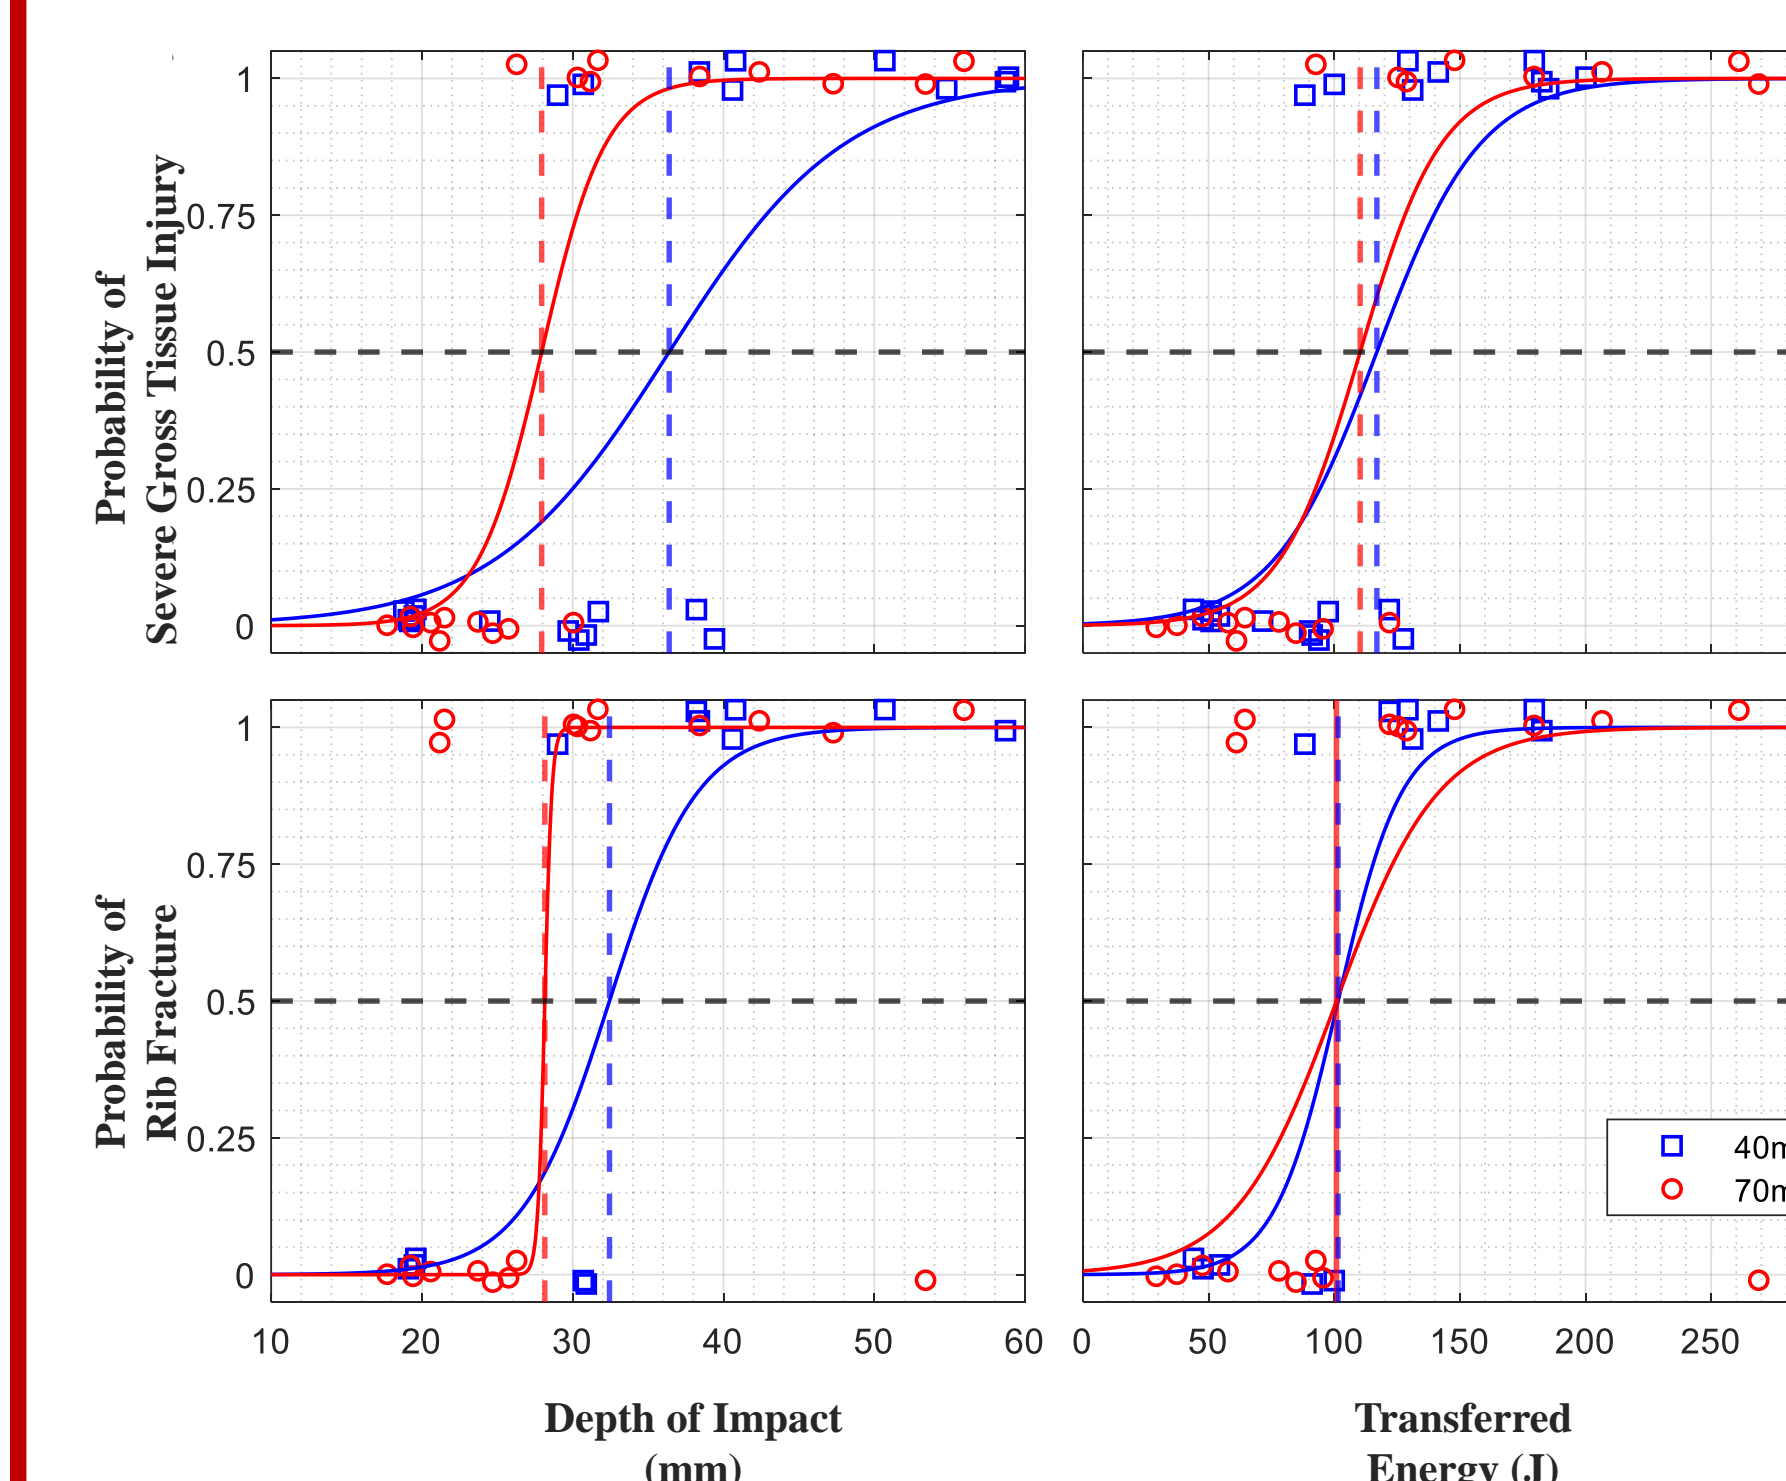 Probability of
Severe Gross Tissue Injury
1
0.75
0.5
0.25
0
Probability of
Rib Fracture
1
0.75
0.5
0.25
0
40m
70m
10 20 30 40 50 60
0 50 100 150 200 250
Depth of Impact
(mm)
Transferred
Energy (J)